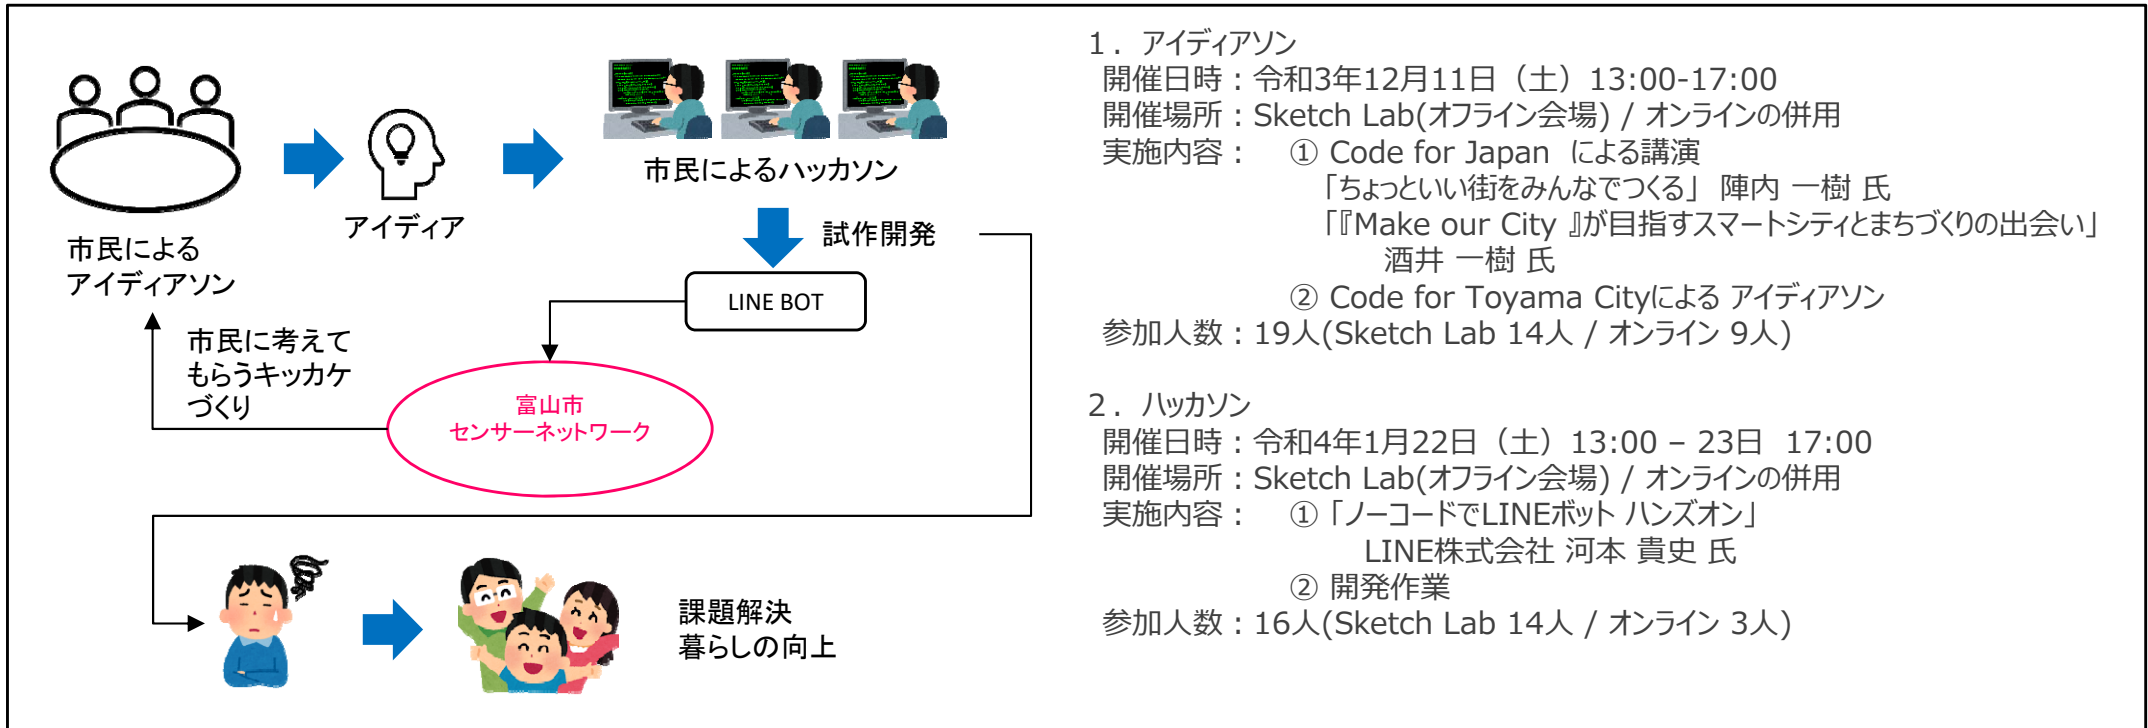 市民による
アイディアソン
アイディア
市民によるハッカソン
試作開発
LINE BOT
市民に考えて
もらうキッカケ
づくり
富山市
センサーネットワーク
課題解決
暮らしの向上
1．アイディアソン
開催日時：令和3年12月11日（土）13:00-17:00
開催場所：Sketch Lab(オフライン会場) / オンラインの併用
実施内容： ① Code for Japan による講演
「ちょっといい街をみんなでつくる」 陣内 一樹 氏
「『Make our City 』が目指すスマートシティとまちづくりの出会い」
酒井 一樹 氏
② Code for Toyama Cityによる アイディアソン
参加人数：19人(Sketch Lab 14人 / オンライン 9人)
2．ハッカソン
開催日時：令和4年1月22日（土）13:00 – 23日 17:00
開催場所：Sketch Lab(オフライン会場) / オンラインの併用
実施内容： ①「ノーコードでLINEボット ハンズオン」
LINE株式会社 河本 貴史 氏
② 開発作業
参加人数：16人(Sketch Lab 14人 / オンライン 3人)